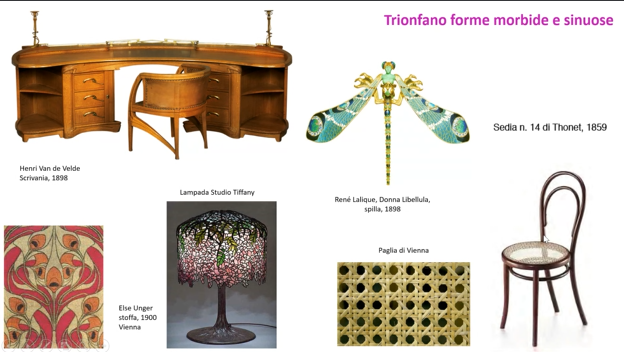 Trionfano forme morbide e sinuose
Sedia n. 14 di Thonet, 1859
Henri Van de Velde
Scrivania, 1898
Lampada Studio Tiffany
René Lalique, Donna Libellula,
spilla, 1898
Paglia di Vienna
Else Unger
stoffa, 1900
Vienna